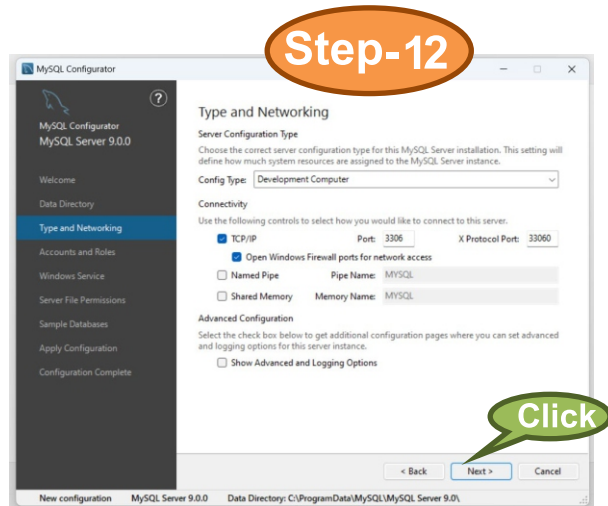 Step-12
MySQL Configurator
?
MySQL Configurator
MySQL Server 9.0.0
Welcome
Data Directory
Type and Networking
Accounts and Roles
Windows Service
Server File Permissions
Sample Databases
Apply Configuration
Configuration Complete
Type and Networking
Server Configuration Type
Choose the correct server configuration type for this MySQL Server installation. This setting will
define how much system resources are assigned to the MySQL Server instance.
Config Type: Development Computer
Connectivity
Use the following controls to select how you would like to connect to this server.
TCP/IP Port: 3306 X Protocol Port: 33060
Open Windows Firewall ports for network access
Named Pipe Pipe Name: MYSQL
Shared Memory Memory Name: MYSQL
Advanced Configuration
Select the check box below to get additional configuration pages where you can set advanced
and logging options for this server instance.
Show Advanced and Logging Options
Click
< Back Next > Cancel
New configuration MySQL Server 9.0.0 Data Directory: C:\ProgramData\MySQL\MySQL Server 9.0\